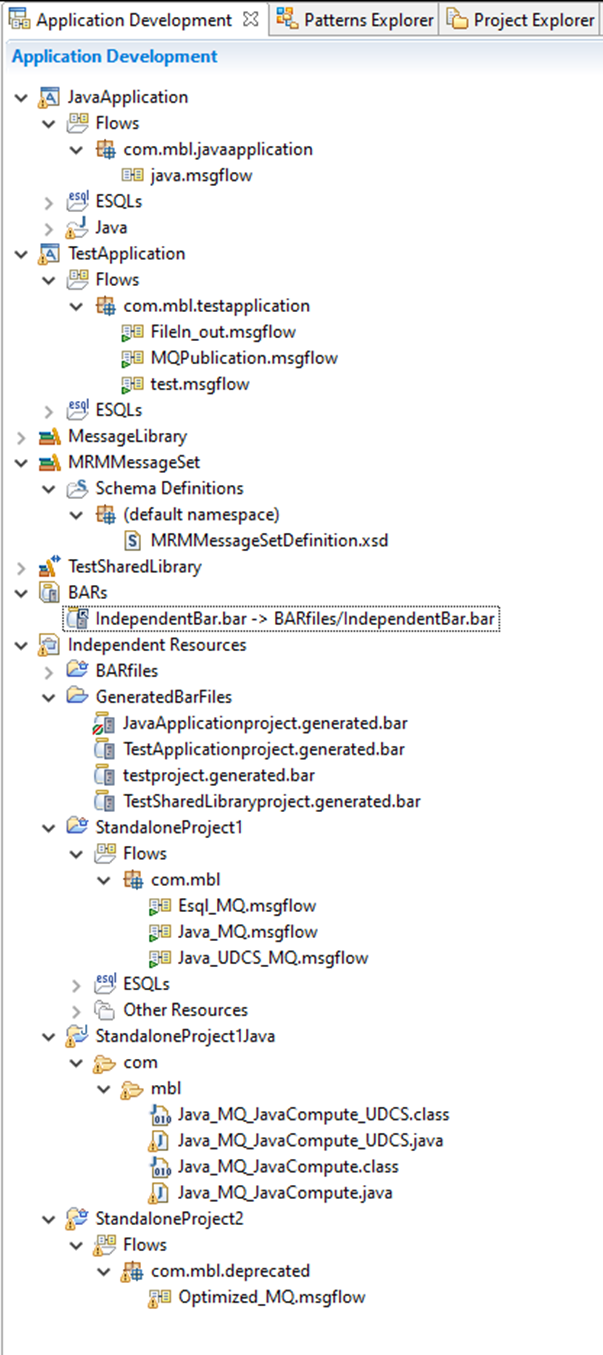 Application Development Patterns Explorer Project Explorer
Application Development
JavaApplication
Flows
com.mbl.javaapplication
java.msgflow
esql ESQLs
Java
TestApplication
Flows
com.mbl.testapplication
FileIn_out.msgflow
MQPublication.msgflow
test.msgflow
esql ESQLs
MessageLibrary
MRMMessageSet
Schema Definitions
(default namespace)
MRMMessageSetDefinition.xsd
TestSharedLibrary
BARs
IndependentBar.bar -> BARfiles/IndependentBar.bar
Independent Resources
BARfiles
GeneratedBarFiles
JavaApplicationproject.generated.bar
TestApplicationproject.generated.bar
testproject.generated.bar
TestSharedLibraryproject.generated.bar
StandaloneProject1
Flows
com.mbl
Esql_MQ.msgflow
Java_MQ.msgflow
Java_UDCS_MQ.msgflow
esql ESQLs
Other Resources
StandaloneProject1Java
com
mbl
Java_MQ_JavaCompute_UDCS.class
Java_MQ_JavaCompute_UDCS.java
Java_MQ_JavaCompute.class
Java_MQ_JavaCompute.java
StandaloneProject2
Flows
com.mbl.deprecated
Optimized_MQ.msgflow